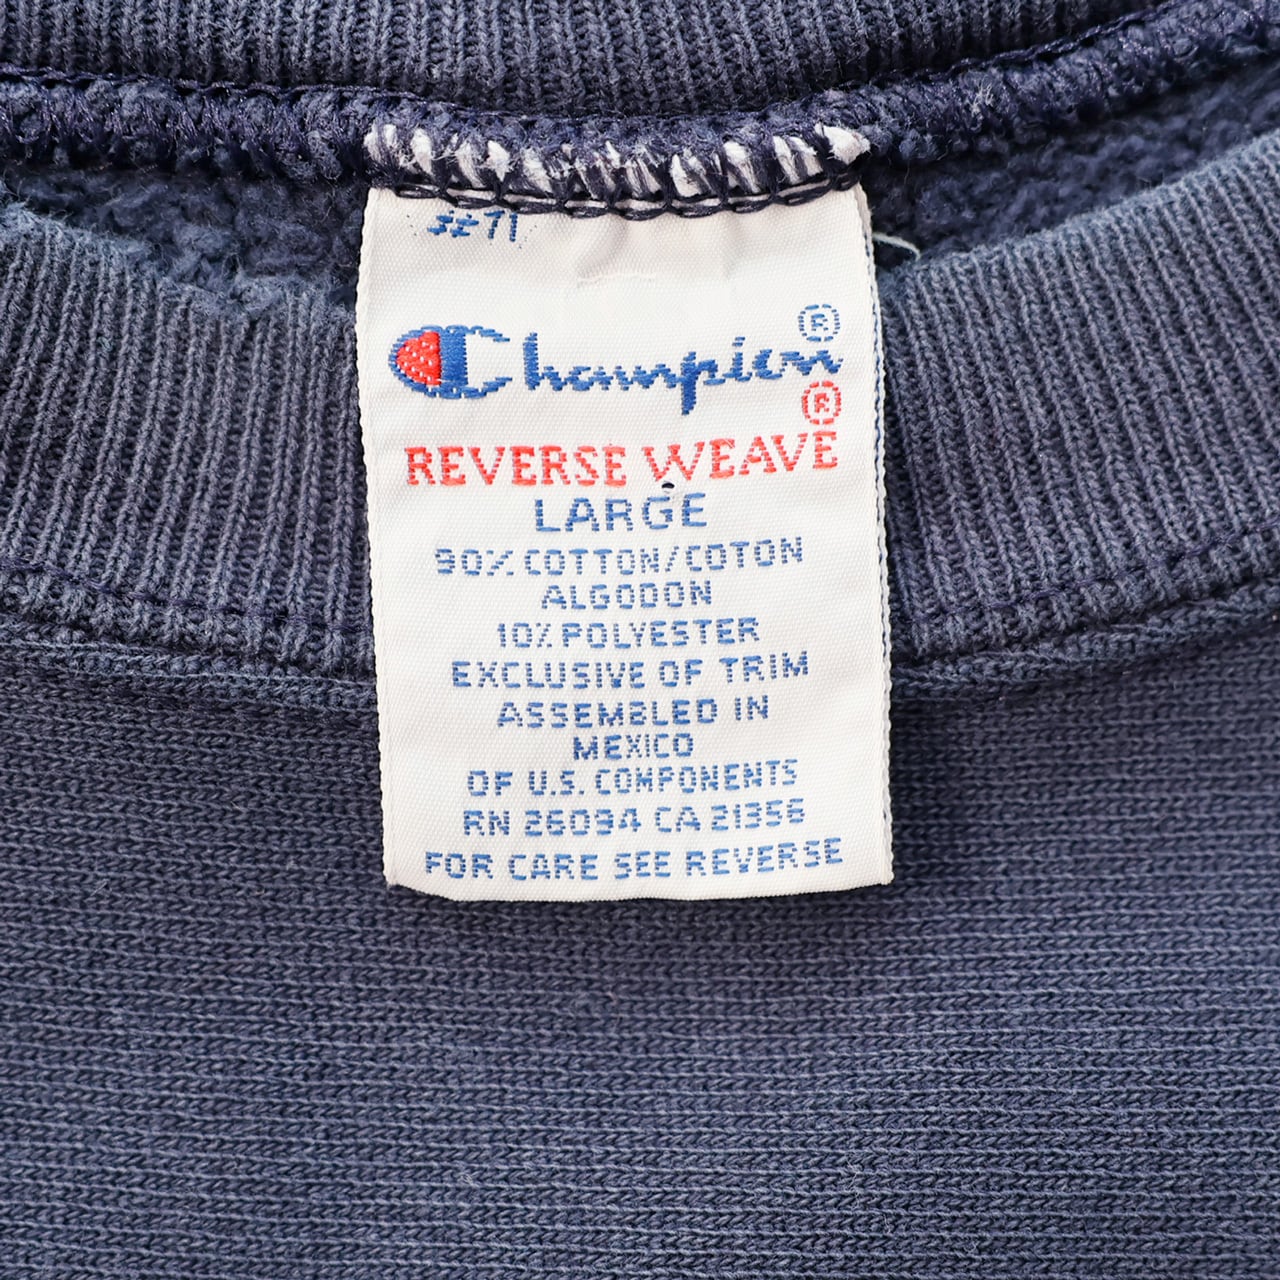 #71
Champion®
REVERSE WEAVE®
LARGE
90% COTTON/COTON
ALGODON
10% POLYESTER
EXCLUSIVE OF TRIM
ASSEMBLED IN
MEXICO
OF U.S. COMPONENTS
RN 26094 CA 21356
FOR CARE SEE REVERSE